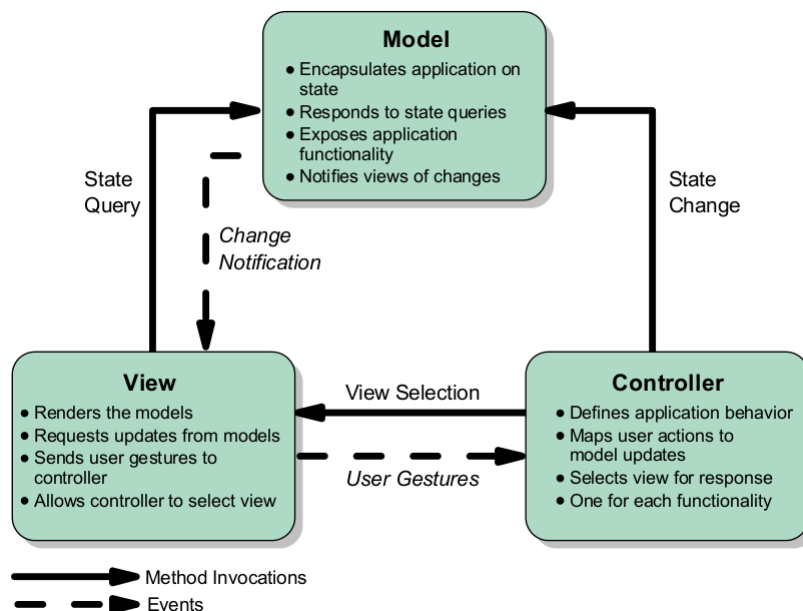 Model
● Encapsulates application on
state
● Responds to state queries
● Exposes application
functionality
● Notifies views of changes
State
Query
State
Change
Change
Notification
View
● Renders the models
● Requests updates from models
● Sends user gestures to
controller
● Allows controller to select view
View Selection
User Gestures
Controller
● Defines application behavior
● Maps user actions to
model updates
● Selects view for response
● One for each functionality
Method Invocations
Events